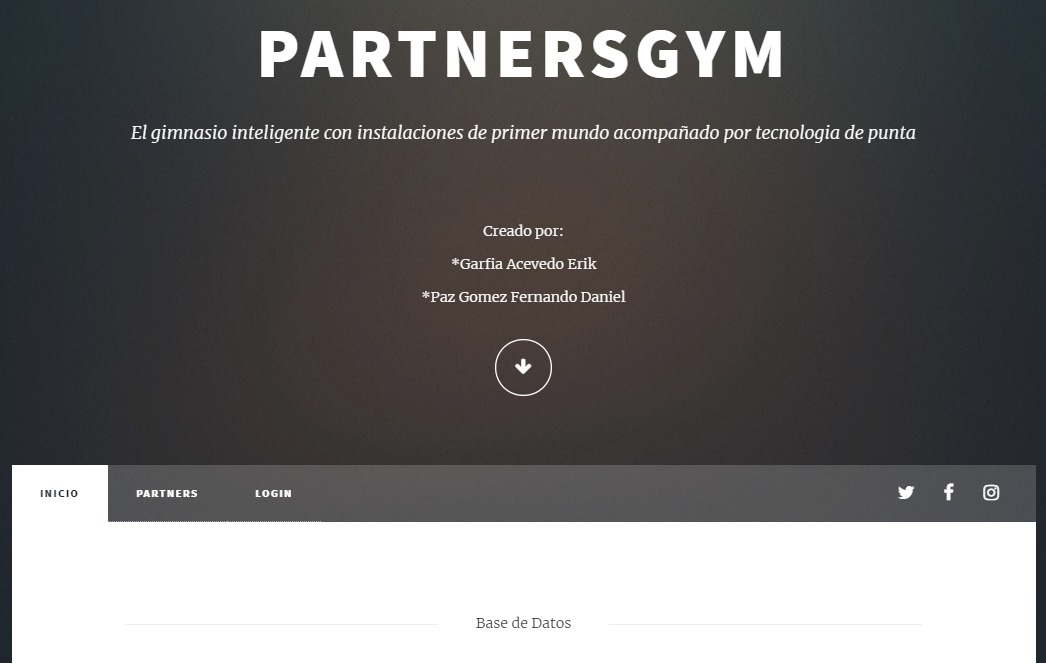 PARTNERSGYM
El gimnasio inteligente con instalaciones de primer mundo acompañado por tecnologia de punta
Creado por:
*Garfia Acevedo Erik
*Paz Gomez Fernando Daniel
INICIO PARTNERS LOGIN
Base de Datos